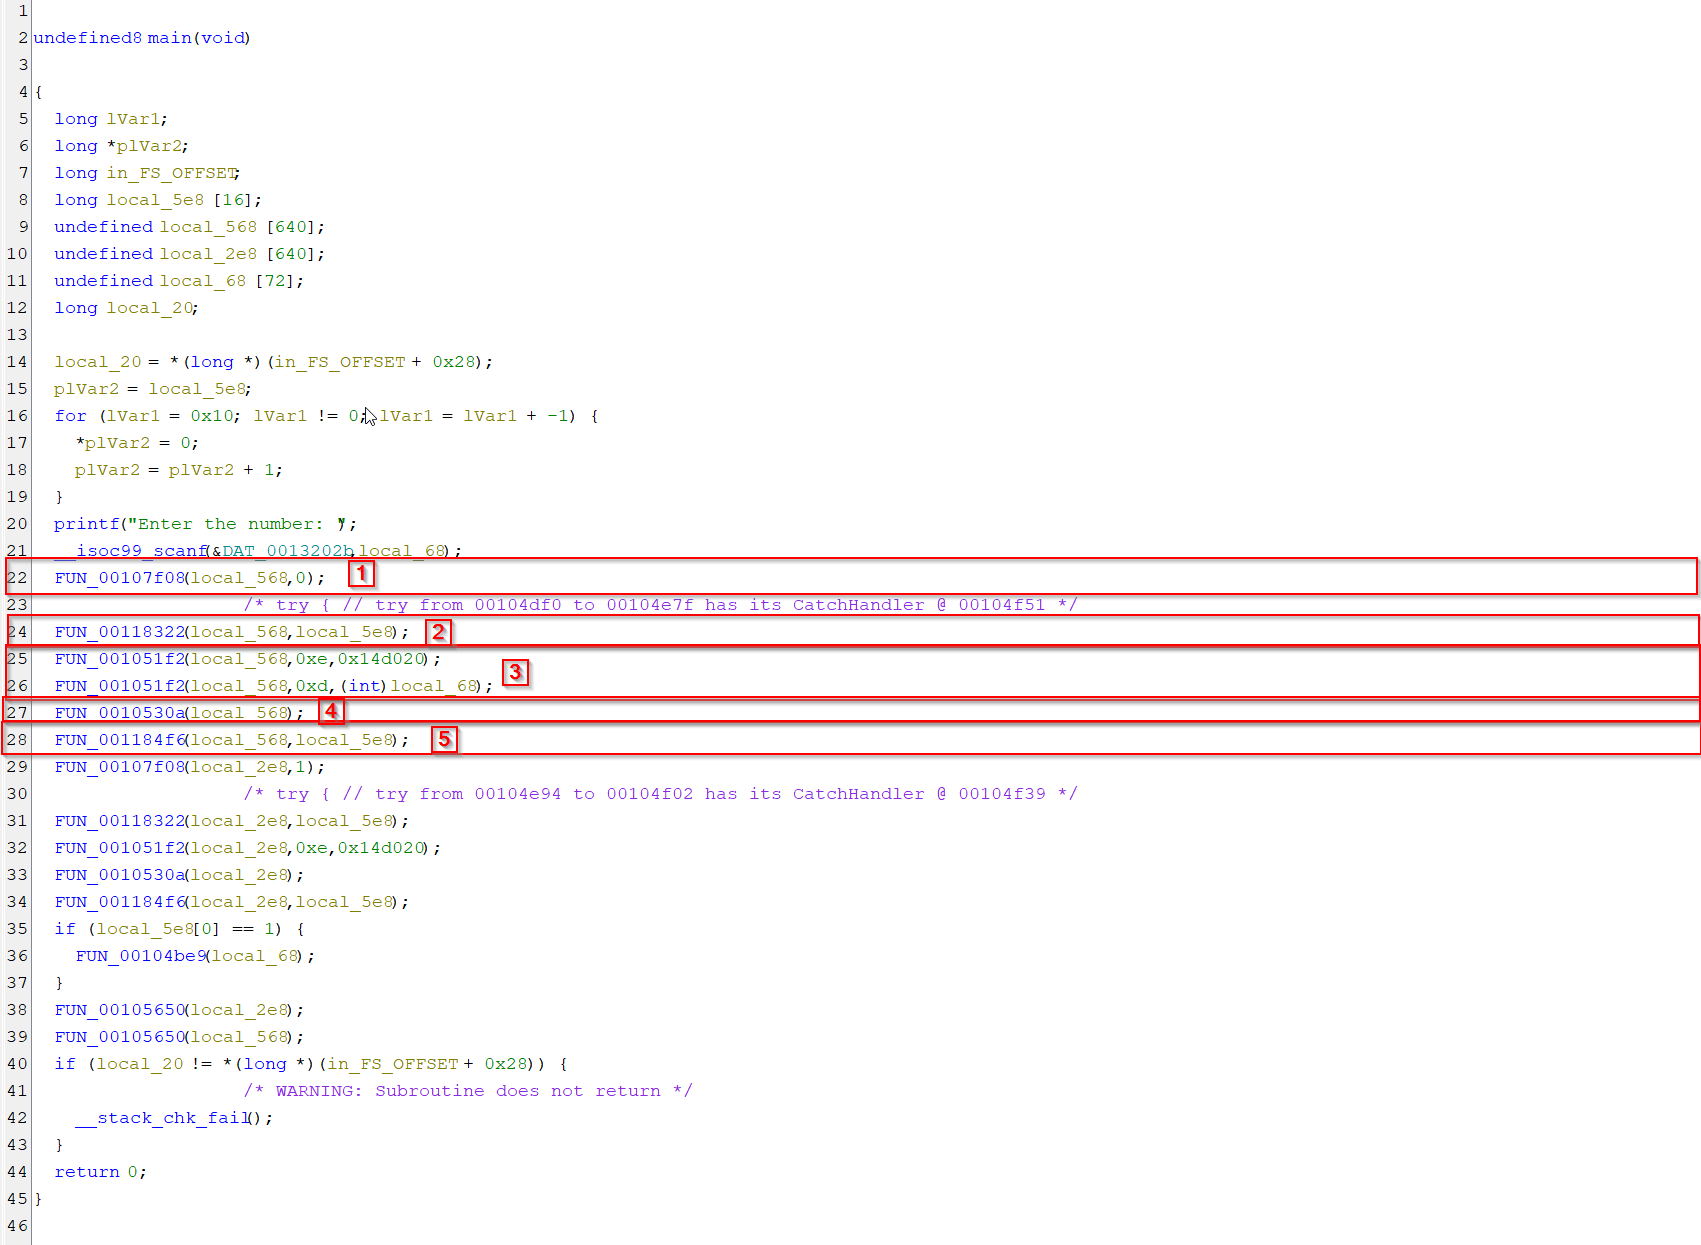 1
2 undefined8 main(void)
3
4 {
5 long lVar1;
6 long *plVar2;
7 long in_FS_OFFSET;
8 long local_5e8 [16];
9 undefined local_568 [640];
10 undefined local_2e8 [640];
11 undefined local_68 [72];
12 long local_20;
13
14 local_20 = *(long *)(in_FS_OFFSET + 0x28);
15 plVar2 = local_5e8;
16 for (lVar1 = 0x10; lVar1 != 0; lVar1 = lVar1 + -1) {
17 *plVar2 = 0;
18 plVar2 = plVar2 + 1;
19 }
20 printf("Enter the number: ");
21 __isoc99_scanf(&DAT_0013202b,local_68);
22 FUN_00107f08(local_568,0); 1
23 /* try { // try from 00104df0 to 00104e7f has its CatchHandler @ 00104f51 */
24 FUN_00118322(local_568,local_5e8); 2
25 FUN_001051f2(local_568,0xe,0x14d020); 3
26 FUN_001051f2(local_568,0xd,(int)local_68);
27 FUN_0010530a(local_568); 4
28 FUN_001184f6(local_568,local_5e8); 5
29 FUN_00107f08(local_2e8,1);
30 /* try { // try from 00104e94 to 00104f02 has its CatchHandler @ 00104f39 */
31 FUN_00118322(local_2e8,local_5e8);
32 FUN_001051f2(local_2e8,0xe,0x14d020);
33 FUN_0010530a(local_2e8);
34 FUN_001184f6(local_2e8,local_5e8);
35 if (local_5e8[0] == 1) {
36 FUN_00104be9(local_68);
37 }
38 FUN_00105650(local_2e8);
39 FUN_00105650(local_568);
40 if (local_20 != *(long *)(in_FS_OFFSET + 0x28)) {
41 /* WARNING: Subroutine does not return */
42 __stack_chk_fail();
43 }
44 return 0;
45 }
46